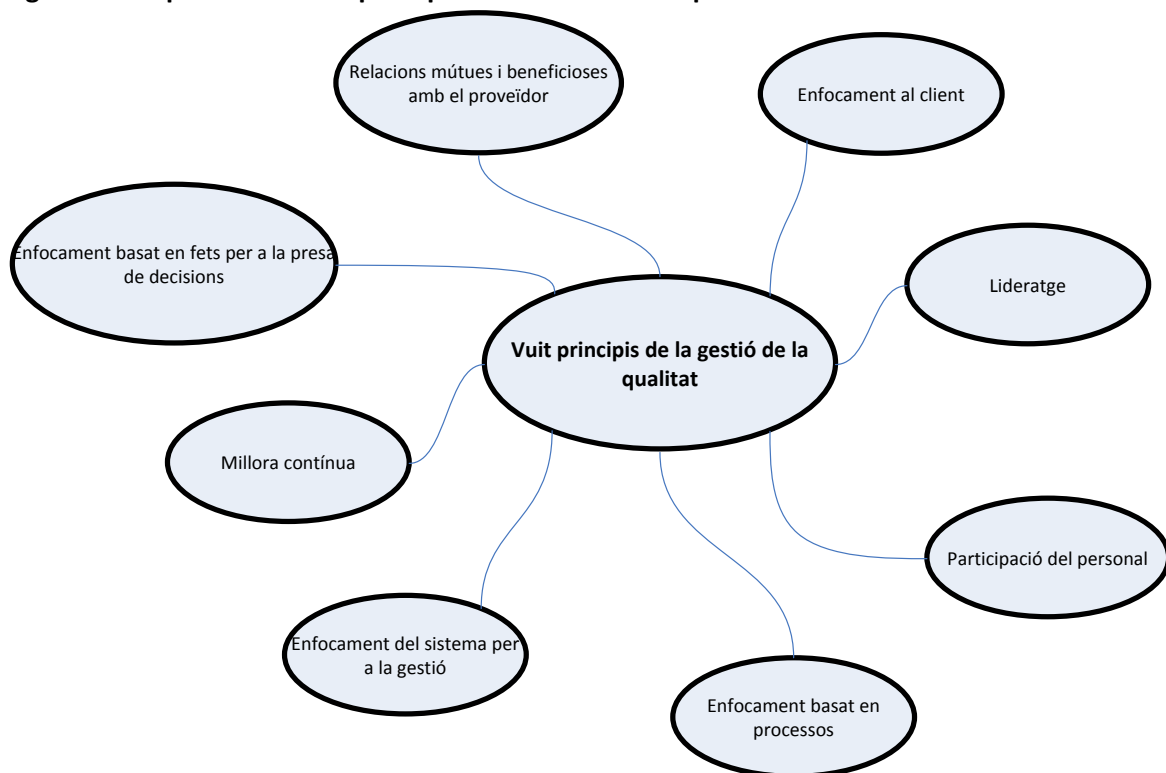 Relacions mútues i beneficioses
amb el proveïdor
Enfocament al client
Enfocament basat en fets per a la presa
de decisions
Lideratge
Vuit principis de la gestió de la
qualitat
Millora contínua
Participació del personal
Enfocament del sistema per
a la gestió
Enfocament basat en
processos